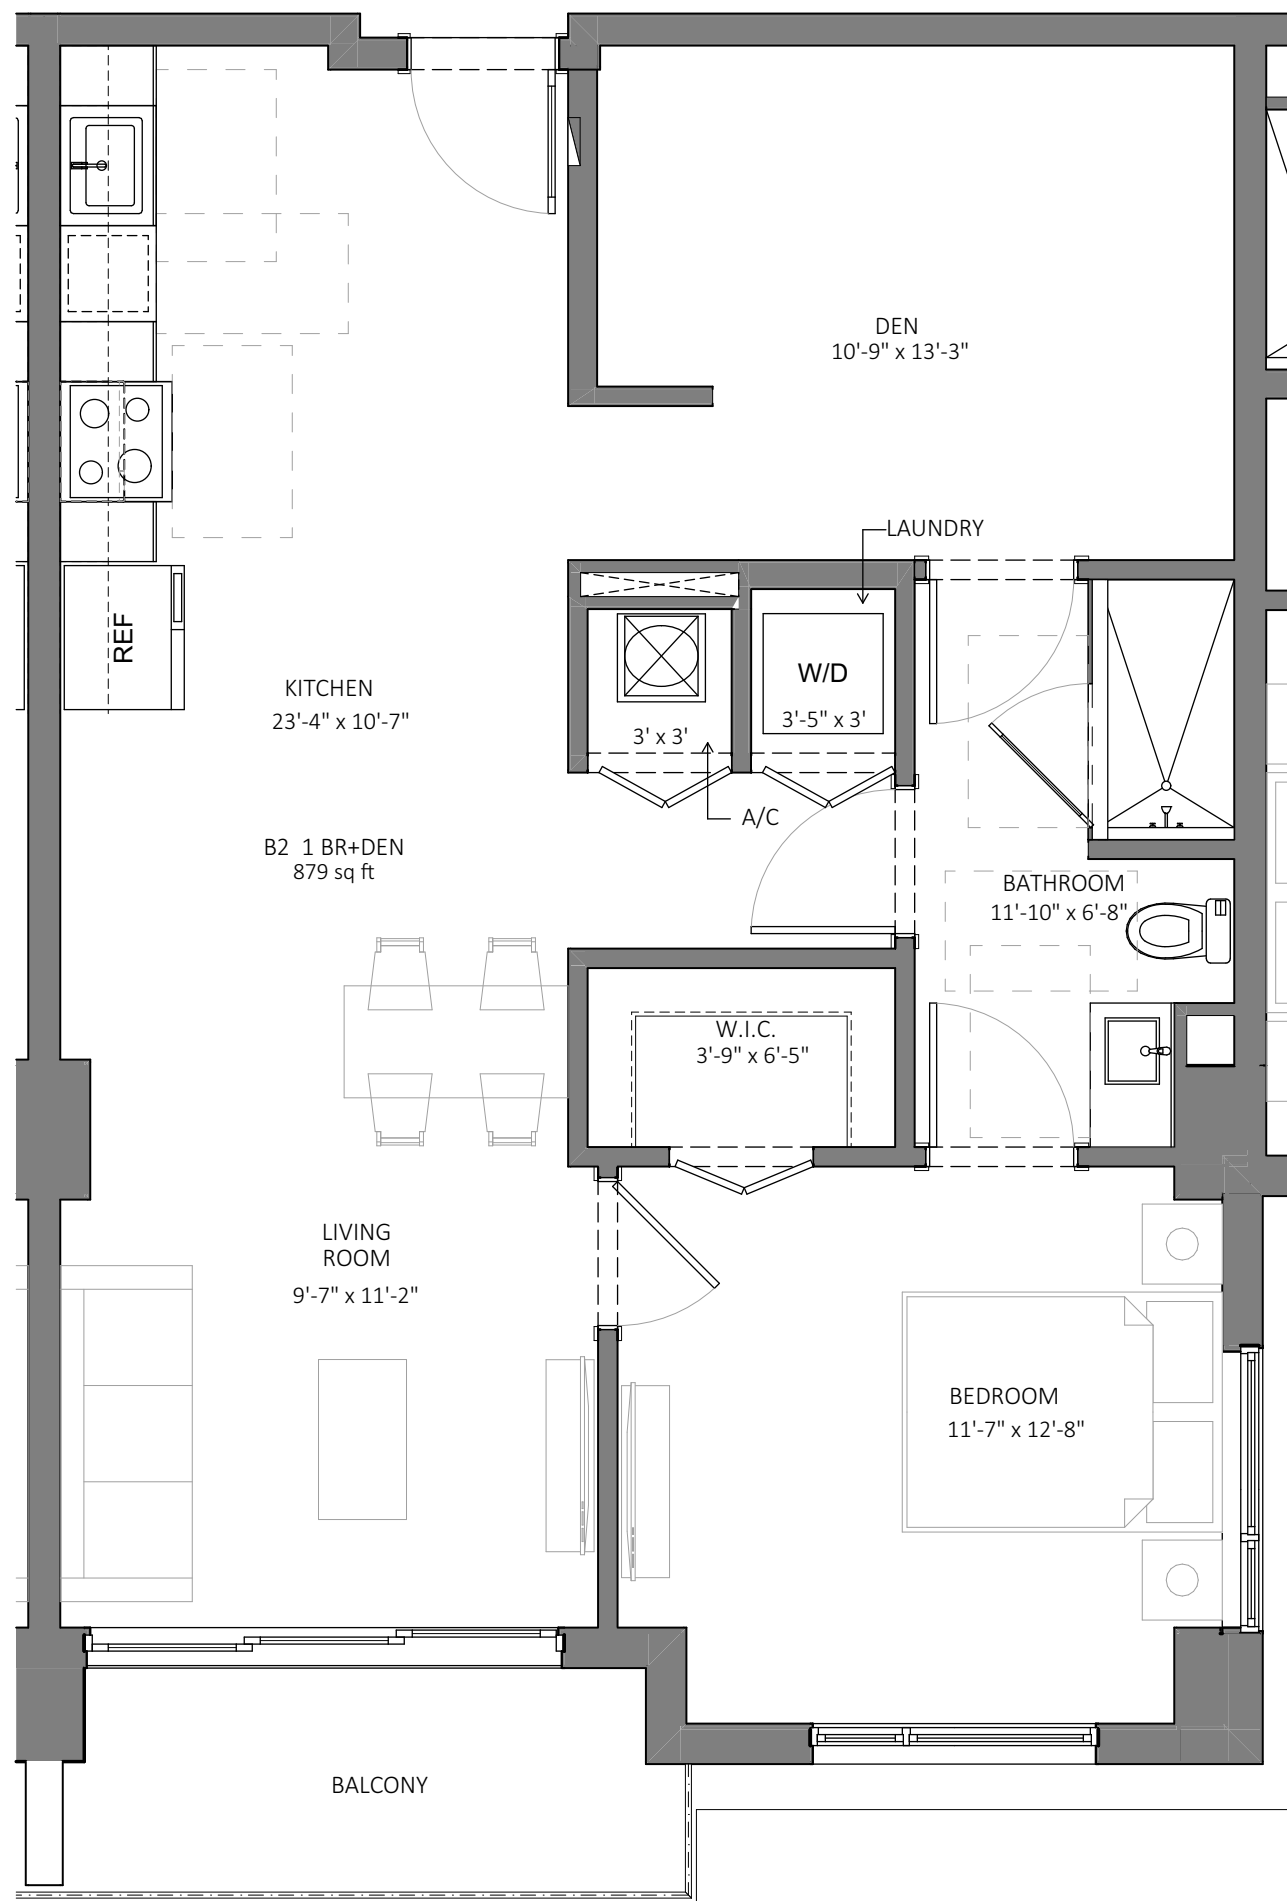 DEN
10'-9" x 13'-3"
LAUNDRY
REF
W/D
3'-5" x 3'
KITCHEN
23'-4" x 10'-7"
3' x 3'
A/C
B2 1 BR+DEN
879 sq ft
BATHROOM
11'-10" x 6'-8"
W.I.C.
3'-9" x 6'-5"
LIVING
ROOM
9'-7" x 11'-2"
BEDROOM
11'-7" x 12'-8"
BALCONY